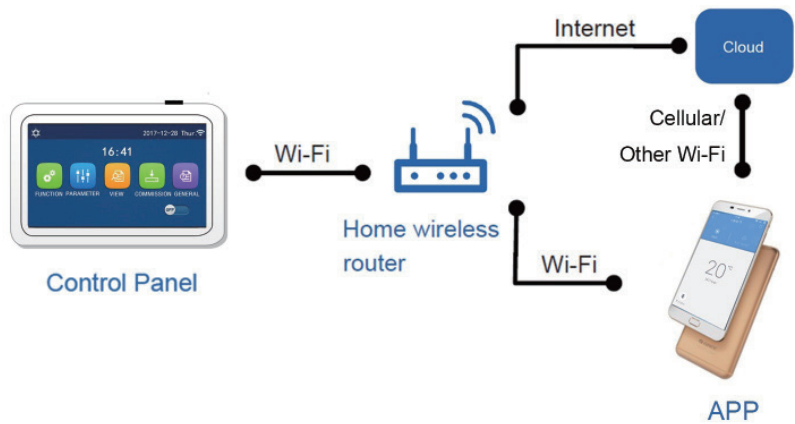 Internet
Cloud
Cellular/
Other Wi-Fi
2017-12-28 Thur
16:41
FUNCTION PARAMETER VIEW COMMISSION GENERAL
OFF
Wi-Fi
Home wireless
router
Control Panel
Wi-Fi
20°C
APP